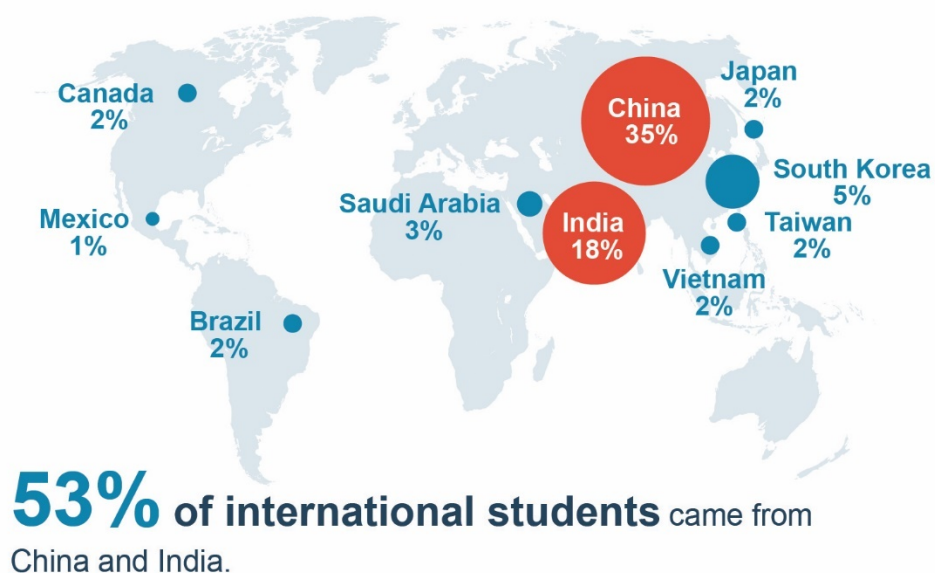 Canada
2%
Mexico
1%
Brazil
2%
Saudi Arabia
3%
China
35%
India
18%
Japan
2%
South Korea
5%
Taiwan
2%
Vietnam
2%
53% of international students came from
China and India.